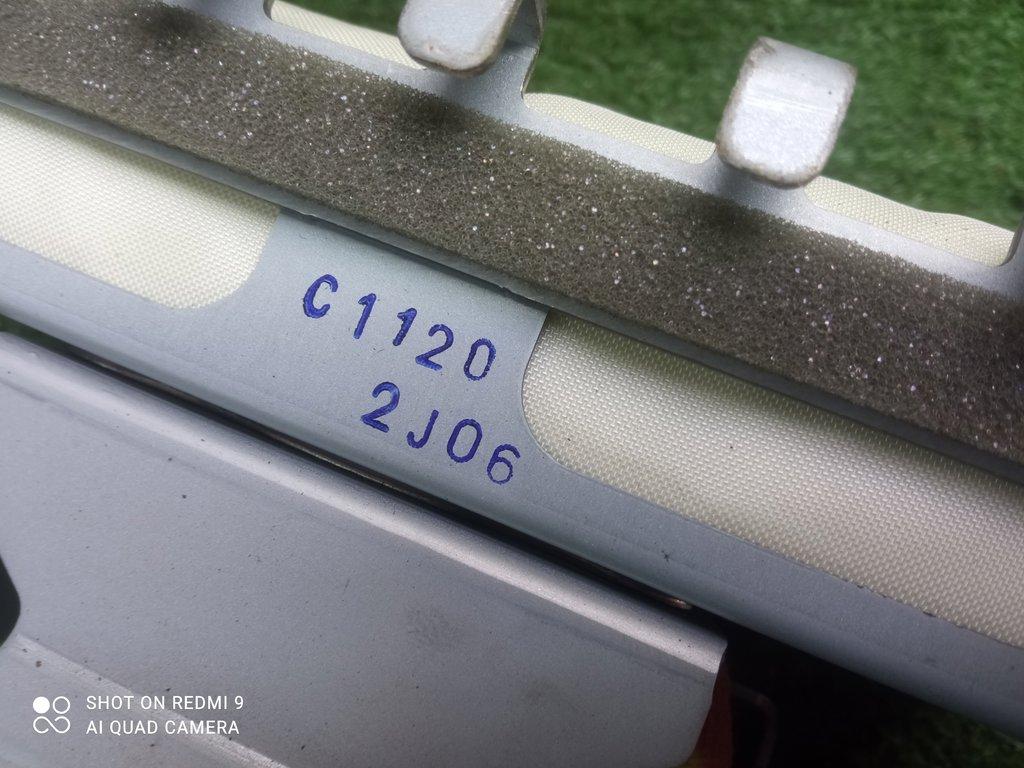 C1120
2J06
SHOT ON REDMI 9
AI QUAD CAMERA